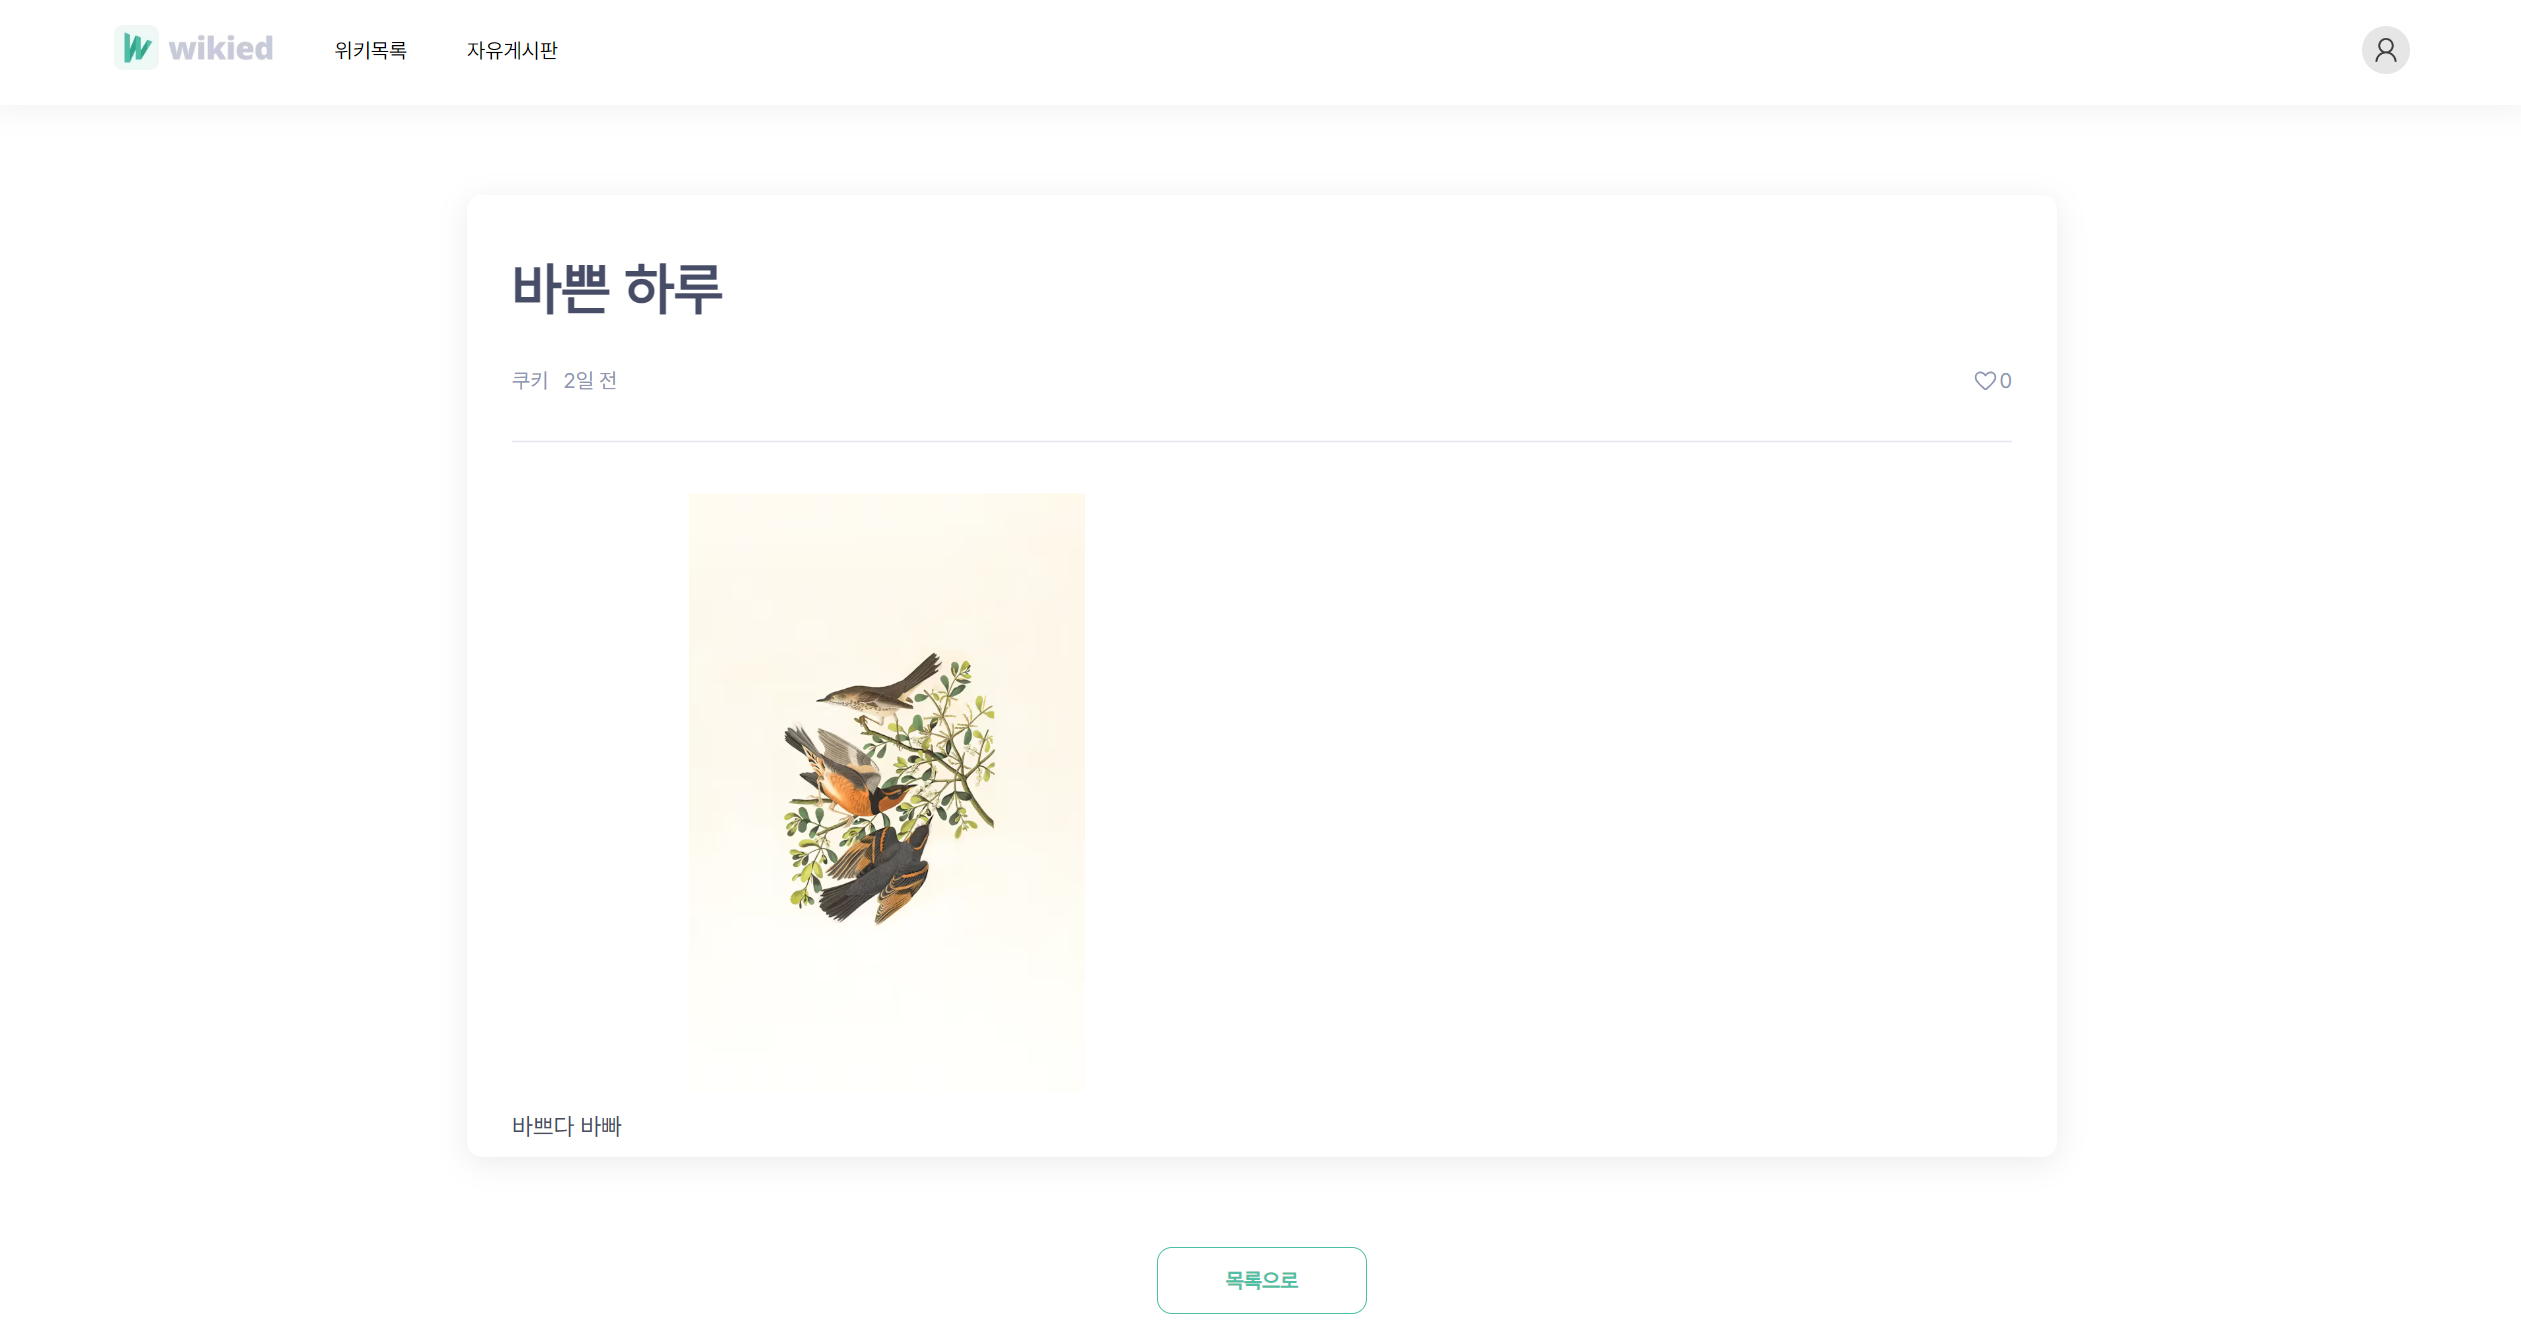 wikied 위키목록 자유게시판
바쁜 하루
쿠키 2일 전 0
바쁘다 바빠
목록으로